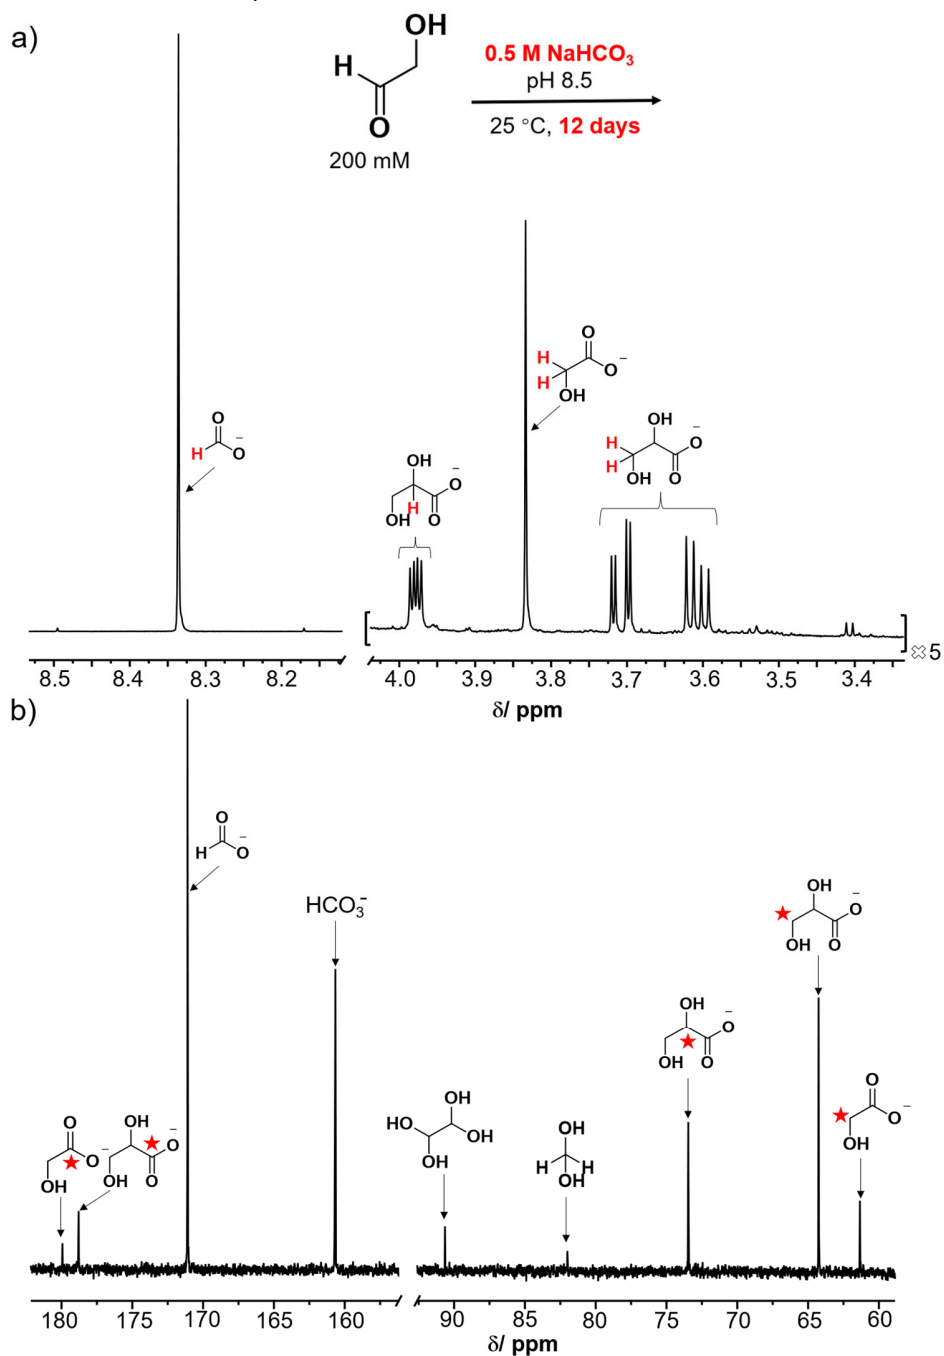 a)
OH
H
O
200 mM
0.5 M NaHCO₃
pH 8.5
25 °C, 12 days
O
H
O
−
OH
O
−
H
OH
O
O
H
H
O
−
OH
OH
H
H
O
−
OH
O
[ ] ×5
8.5 8.4 8.3 8.2 4.0 3.9 3.8 3.7 3.6 3.5 3.4
δ/ ppm
b)
O
H
O
−
HCO₃⁻
OH
O
−
OH
O
OH
O
−
OH
O
O
O
−
OH
O
O
−
OH
OH
O
−
OH
O
OH
HO
OH
OH
OH
H
H
OH
180 175 170 165 160 90 85 80 75 70 65 60
δ/ ppm